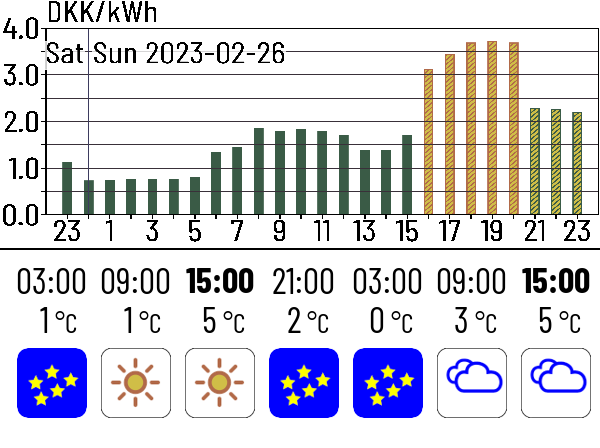 DKK/kWh
4.0
Sat Sun 2023-02-26
3.0
2.0
1.0
0.0
23 1 3 5 7 9 11 13 15 17 19 21 23
03:00 09:00 15:00 21:00 03:00 09:00 15:00
1 °C 1 °C 5 °C 2 °C 0 °C 3 °C 5 °C